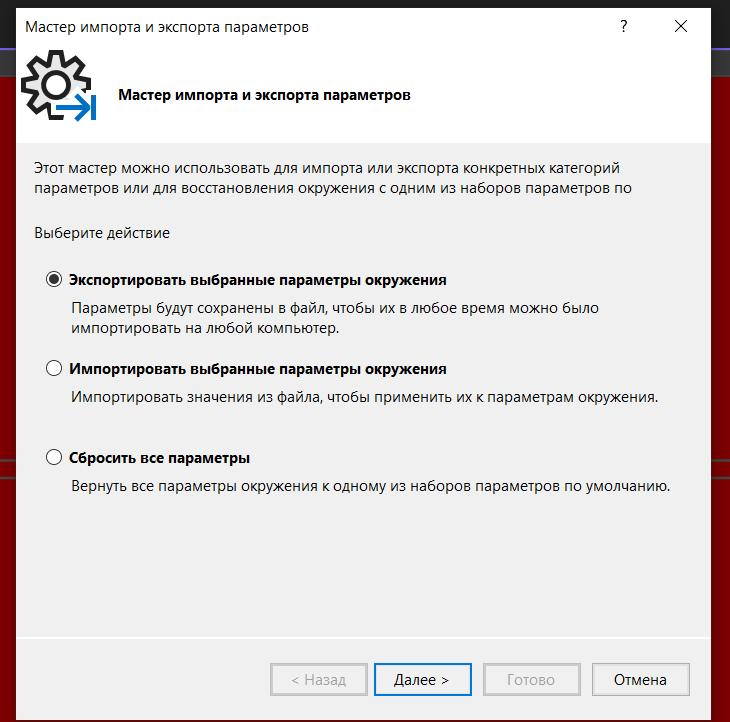 Мастер импорта и экспорта параметров
?
Мастер импорта и экспорта параметров
Этот мастер можно использовать для импорта или экспорта конкретных категорий
параметров или для восстановления окружения с одним из наборов параметров по
Выберите действие
Экспортировать выбранные параметры окружения
Параметры будут сохранены в файл, чтобы их в любое время можно было
импортировать на любой компьютер.
Импортировать выбранные параметры окружения
Импортировать значения из файла, чтобы применить их к параметрам окружения.
Сбросить все параметры
Вернуть все параметры окружения к одному из наборов параметров по умолчанию.
< Назад Далее > Готово Отмена